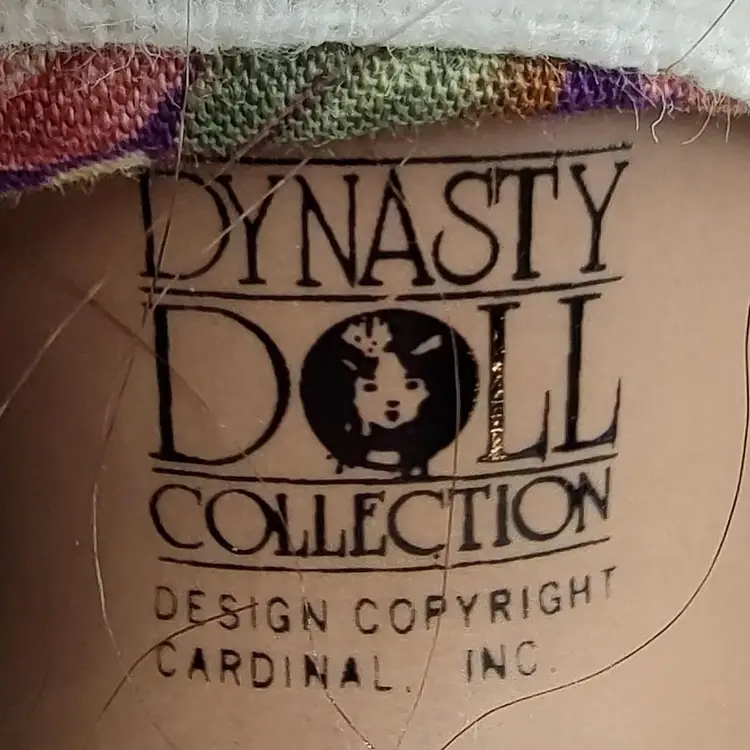 DYNASTY
DOLL
COLLECTION
DESIGN COPYRIGHT
CARDINAL, INC.